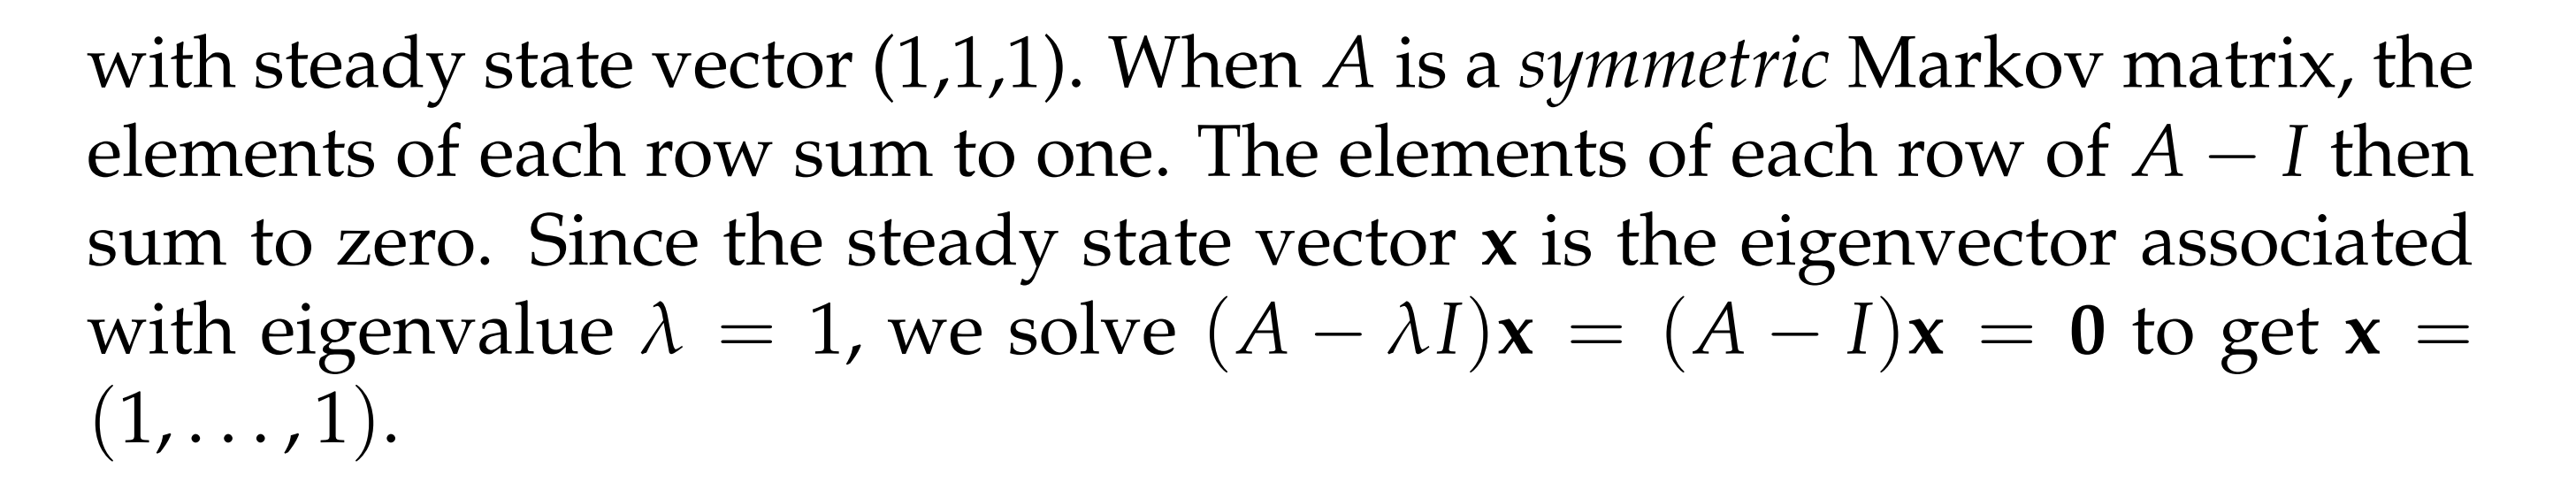 with steady state vector (1,1,1). When A is a symmetric Markov matrix, the
elements of each row sum to one. The elements of each row of A − I then
sum to zero. Since the steady state vector x is the eigenvector associated
with eigenvalue λ = 1, we solve (A − λI)x = (A − I)x = 0 to get x =
(1,...,1).